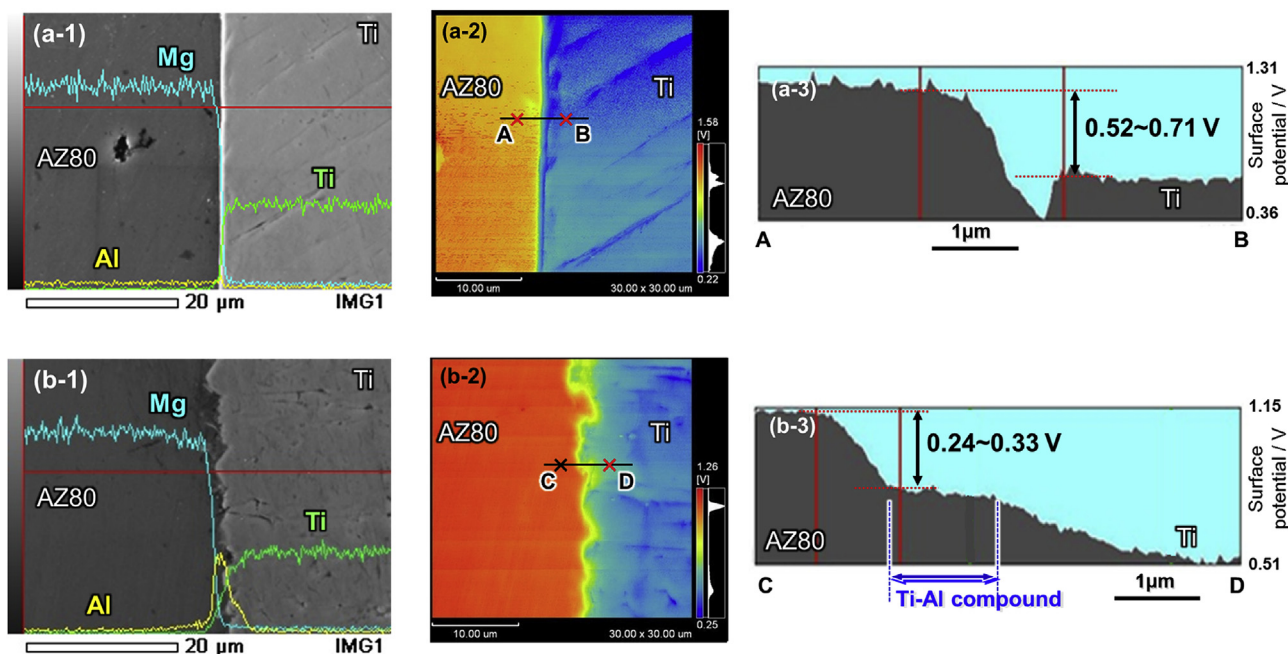 (a-1)
Ti
Mg
AZ80
Ti
Al
20 µm
IMG1
(a-2)
AZ80
Ti
A
B
1.58
[V]
0.22
10.00 um
30.00 x 30.00 um
1.31
(a-3)
0.52~0.71 V
AZ80
Ti
0.36
Surface
potential / V
A
1µm
B
(b-1)
Ti
Mg
AZ80
Ti
Al
20 µm
IMG1
(b-2)
AZ80
Ti
C
D
1.26
[V]
0.25
10.00 um
30.00 x 30.00 um
1.15
(b-3)
0.24~0.33 V
AZ80
Ti
0.51
Surface
potential / V
C
Ti-Al compound
1µm
D